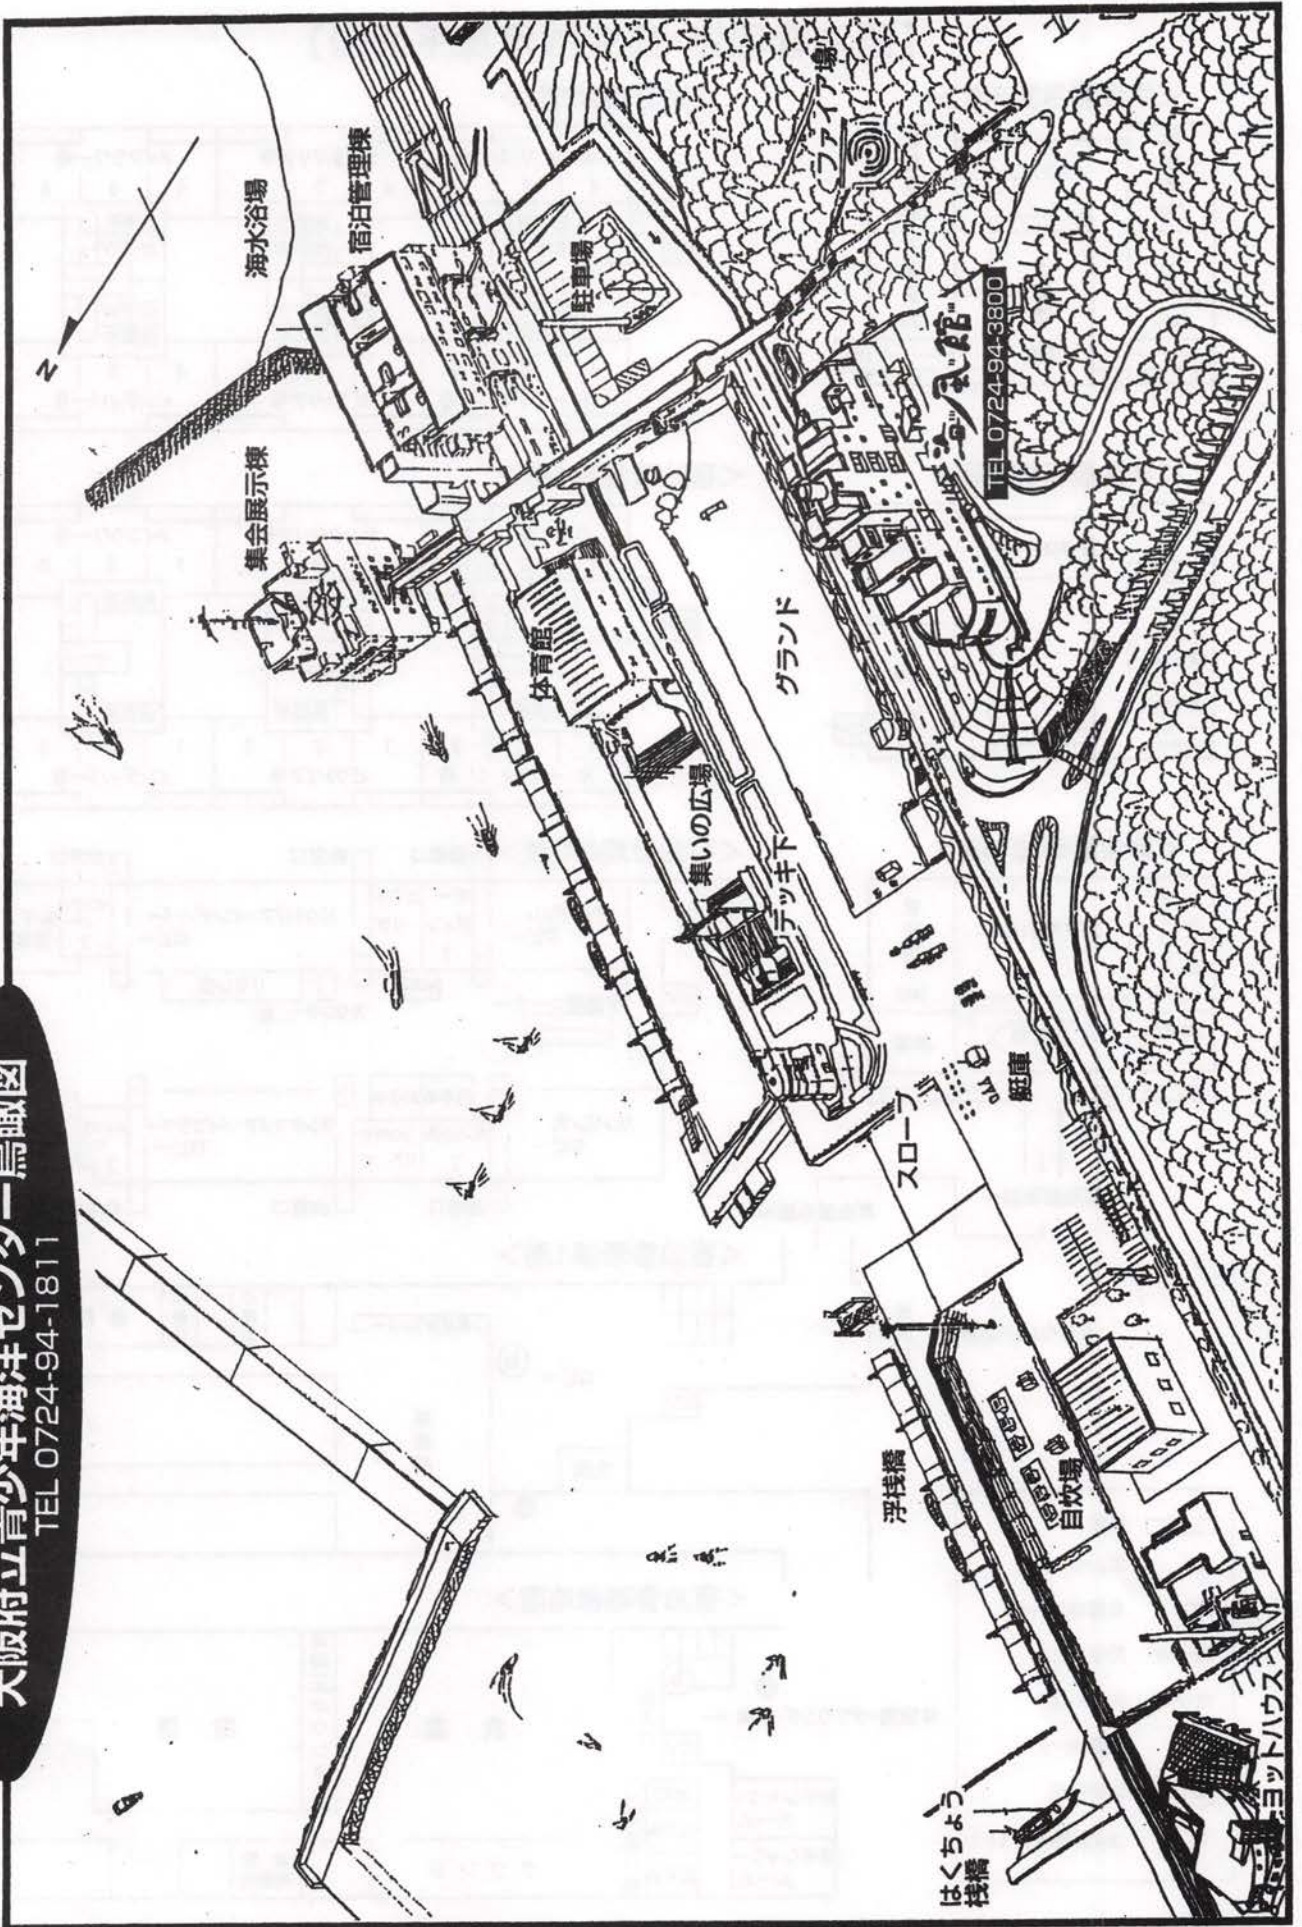 大阪府立青少年海洋センター鳥瞰図
TEL 0724-94-1811
N
海水浴場
宿泊管理棟
集会展示棟
駐車場
ファイア場
体育館
集いの広場
デッキ下
グランド
TEL 0724-94-3800
スロープ
艇庫
浮桟橋
自炊場
はくちょう
桟橋
ヨットハウス